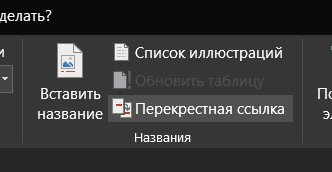 делать?
Список иллюстраций
Обновить таблицу
Вставить
название
Перекрестная ссылка
Названия